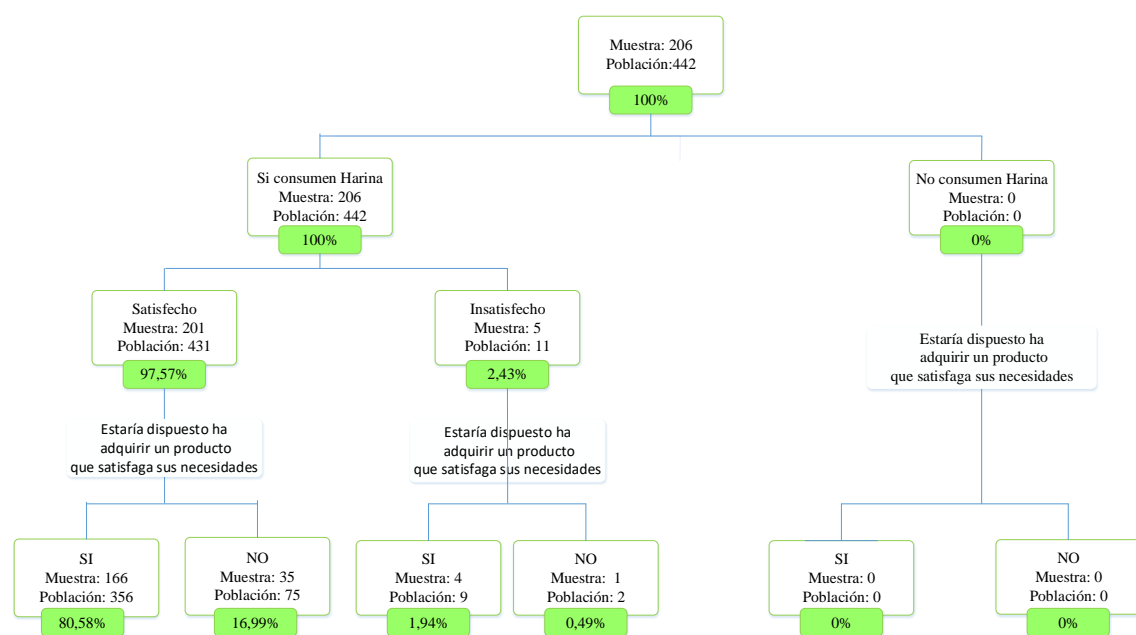 Muestra: 206
Población:442
100%
Si consumen Harina
Muestra: 206
Población: 442
100%
No consumen Harina
Muestra: 0
Población: 0
0%
Satisfecho
Muestra: 201
Población: 431
97,57%
Insatisfecho
Muestra: 5
Población: 11
2,43%
Estaría dispuesto ha
adquirir un producto
que satisfaga sus necesidades
Estaría dispuesto ha
adquirir un producto
que satisfaga sus necesidades
Estaría dispuesto ha
adquirir un producto
que satisfaga sus necesidades
SI
Muestra: 166
Población: 356
80,58%
NO
Muestra: 35
Población: 75
16,99%
SI
Muestra: 4
Población: 9
1,94%
NO
Muestra: 1
Población: 2
0,49%
SI
Muestra: 0
Población: 0
0%
NO
Muestra: 0
Población: 0
0%